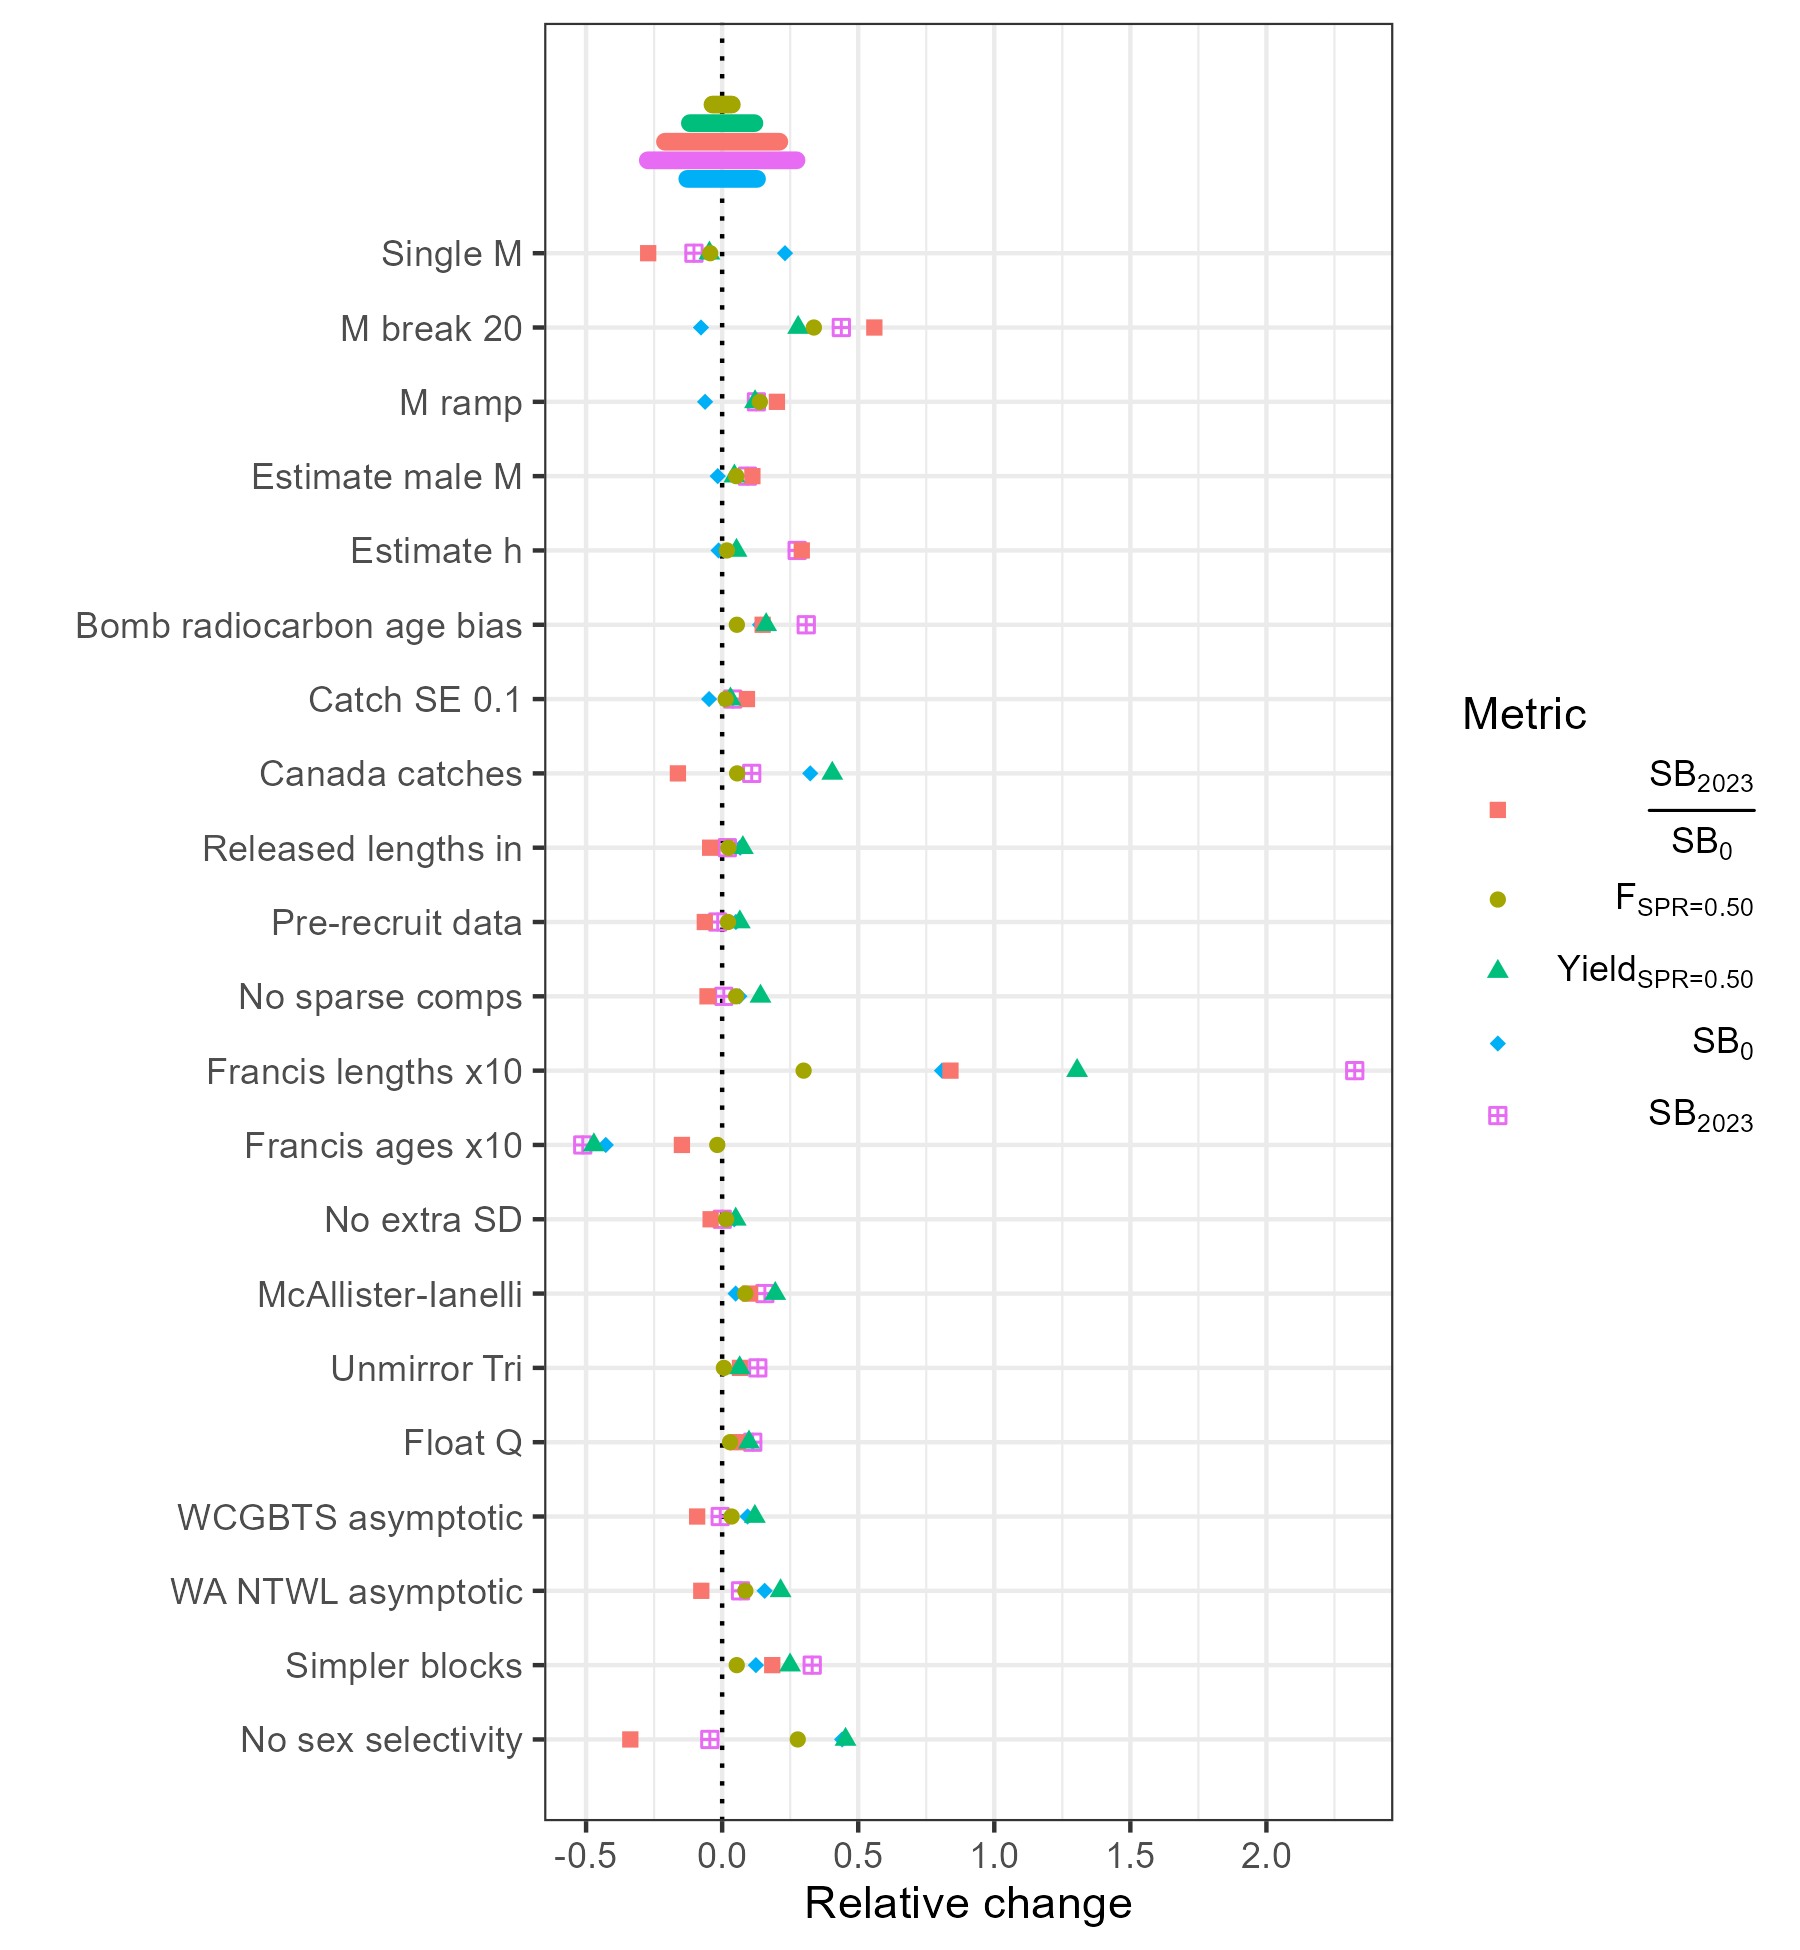 Single M
M break 20
M ramp
Estimate male M
Estimate h
Bomb radiocarbon age bias
Catch SE 0.1
Canada catches
Released lengths in
Pre-recruit data
No sparse comps
Francis lengths x10
Francis ages x10
No extra SD
McAllister-Ianelli
Unmirror Tri
Float Q
WCGBTS asymptotic
WA NTWL asymptotic
Simpler blocks
No sex selectivity
-0.5 0.0 0.5 1.0 1.5 2.0
Relative change
Metric
SB2023
SB0
FSPR=0.50
YieldSPR=0.50
SB0
SB2023